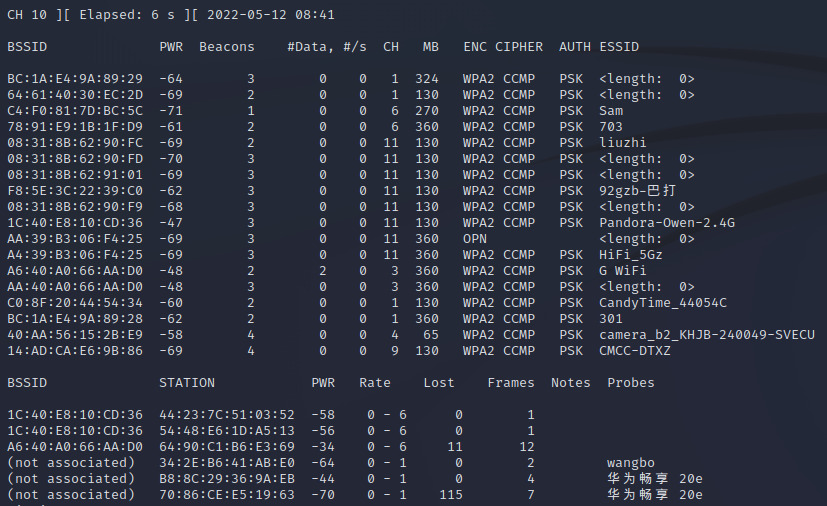 CH 10 ][ Elapsed: 6 s ][ 2022-05-12 08:41
BSSID PWR Beacons #Data, #/s CH MB ENC CIPHER AUTH ESSID
BC:1A:E4:9A:89:29 -64 3 0 0 1 324 WPA2 CCMP PSK <length: 0>
64:61:40:30:EC:2D -69 2 0 0 1 130 WPA2 CCMP PSK <length: 0>
C4:F0:81:7D:BC:5C -71 1 0 0 6 270 WPA2 CCMP PSK Sam
78:91:E9:1B:1F:D9 -61 2 0 0 6 360 WPA2 CCMP PSK 703
08:31:8B:62:90:FC -69 2 0 0 11 130 WPA2 CCMP PSK liuzhi
08:31:8B:62:90:FD -70 3 0 0 11 130 WPA2 CCMP PSK <length: 0>
08:31:8B:62:91:01 -69 3 0 0 11 130 WPA2 CCMP PSK <length: 0>
F8:5E:3C:22:39:C0 -62 3 0 0 11 130 WPA2 CCMP PSK 92gzb-巴打
08:31:8B:62:90:F9 -68 3 0 0 11 130 WPA2 CCMP PSK <length: 0>
1C:40:E8:10:CD:36 -47 3 0 0 11 130 WPA2 CCMP PSK Pandora-Owen-2.4G
AA:39:B3:06:F4:25 -69 3 0 0 11 360 OPN <length: 0>
A4:39:B3:06:F4:25 -69 3 0 0 11 360 WPA2 CCMP PSK HiFi_5Gz
A6:40:A0:66:AA:D0 -48 2 2 0 3 360 WPA2 CCMP PSK G WiFi
AA:40:A0:66:AA:D0 -48 3 0 0 3 360 WPA2 CCMP PSK <length: 0>
C0:8F:20:44:54:34 -60 2 0 0 1 130 WPA2 CCMP PSK CandyTime_44054C
BC:1A:E4:9A:89:28 -62 2 0 0 1 360 WPA2 CCMP PSK 301
40:AA:56:15:2B:E9 -58 4 0 0 4 65 WPA2 CCMP PSK camera_b2_KHJB-240049-SVECU
14:AD:CA:E6:9B:86 -69 4 0 0 9 130 WPA2 CCMP PSK CMCC-DTXZ
BSSID STATION PWR Rate Lost Frames Notes Probes
1C:40:E8:10:CD:36 44:23:7C:51:03:52 -58 0 - 6 0 1
1C:40:E8:10:CD:36 54:48:E6:1D:A5:13 -56 0 - 6 0 1
A6:40:A0:66:AA:D0 64:90:C1:B6:E3:69 -34 0 - 6 11 12
(not associated) 34:2E:B6:41:AB:E0 -64 0 - 1 0 2 wangbo
(not associated) B8:8C:29:36:9A:EB -44 0 - 1 0 4 华为畅享 20e
(not associated) 70:86:CE:E5:19:63 -70 0 - 1 115 7 华为畅享 20e